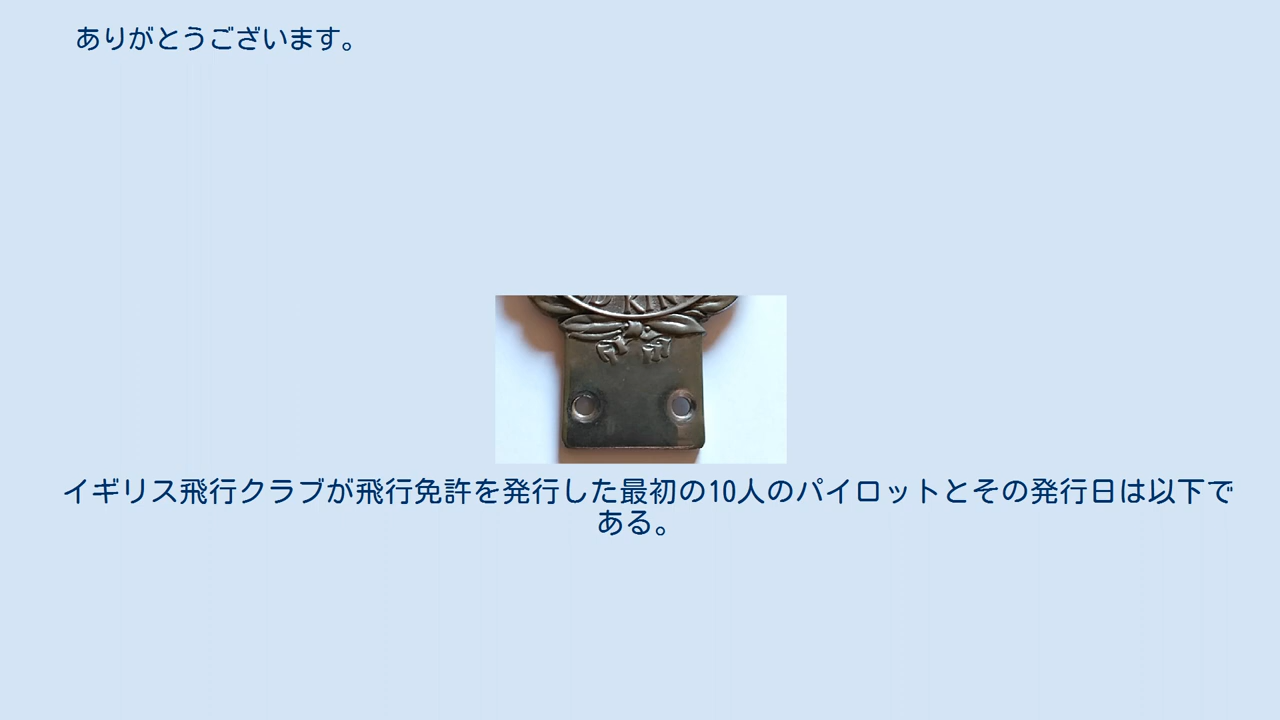 ありがとうございます。
D KIN
イギリス飛行クラブが飛行免許を発行した最初の10人のパイロットとその発行日は以下で
ある。